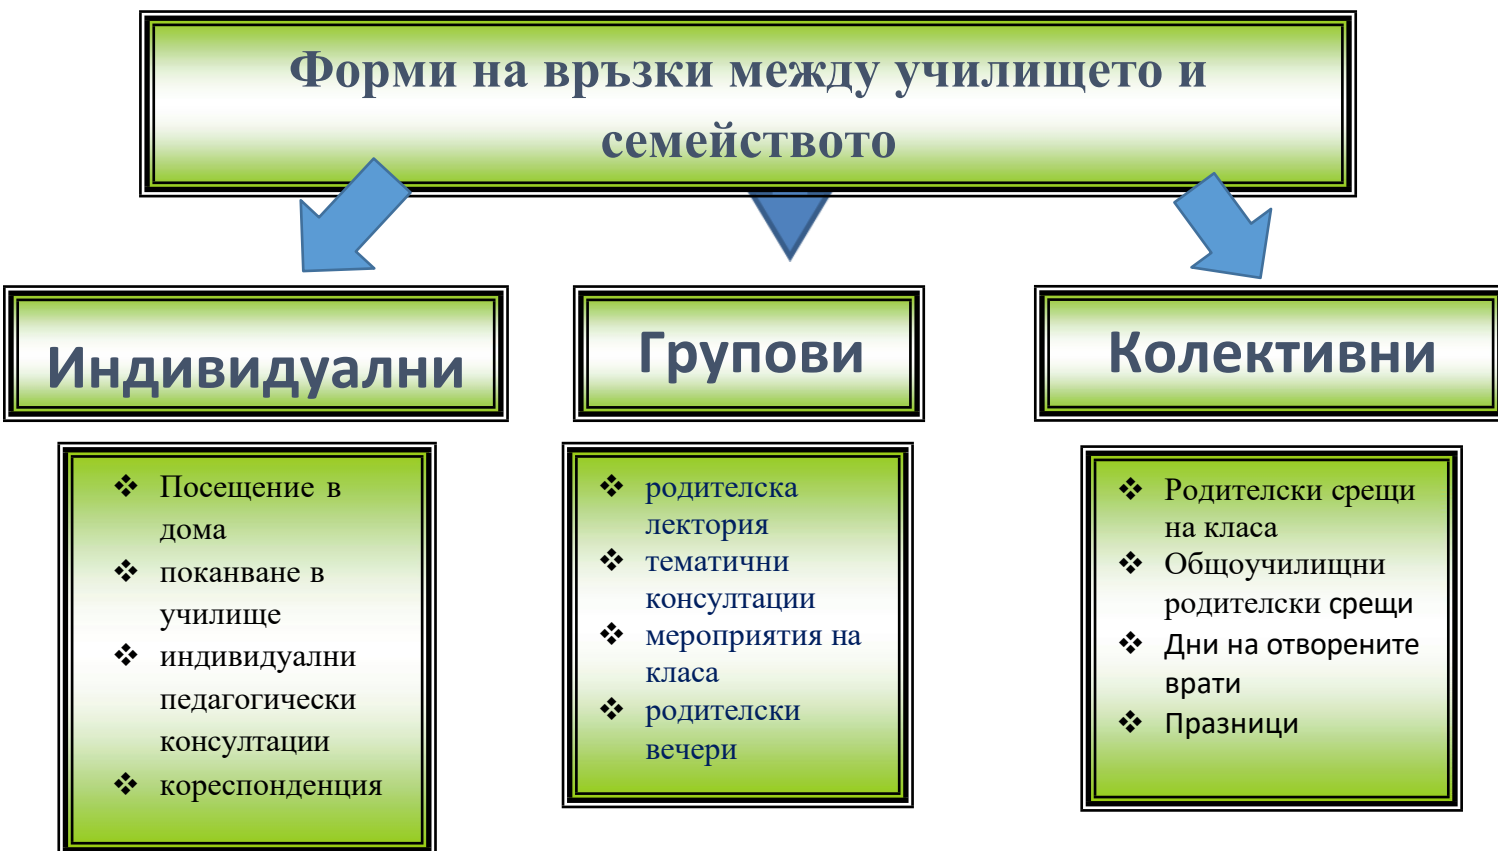 Форми на връзки между училището и
семейството
Индивидуални
❖ Посещение в
дома
❖ поканване в
училище
❖ индивидуални
педагогически
консултации
❖ кореспонденция
Групови
❖ родителска
лектория
❖ тематични
консултации
❖ мероприятия на
класа
❖ родителски
вечери
Колективни
❖ Родителски срещи
на класа
❖ Общоучилищни
родителски срещи
❖ Дни на отворените
врати
❖ Празници